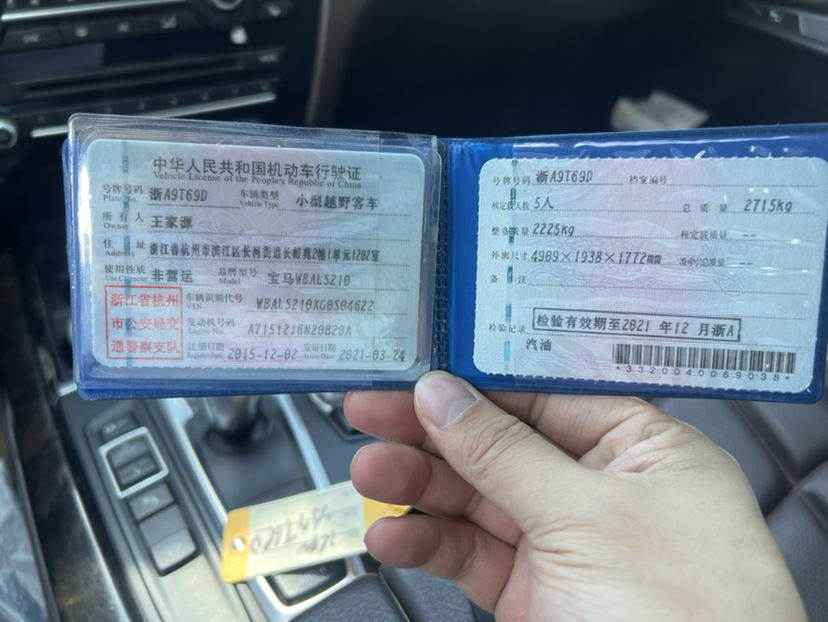 中华人民共和国机动车行驶证
Vehicle License of the People's Republic of China
号牌号码 浙A9T69D 车辆类型 小型越野客车
Plate No. Vehicle Type
所有人 王家源
Owner
住址 浙江省杭州市滨江区长河街道长虹苑2幢1单元1202室
Address
使用性质 非营运 品牌型号 宝马WBALS210
Use Character Model
浙江省杭州
市公安局交
通警察支队
车辆识别代号 WBALS210XG0S04622
VIN
发动机号码 A7151216N20B20A
Engine No.
注册日期 2015-12-02 发证日期 2021-03-24
Register Date Issue Date
号牌号码 浙A9T69D 档案编号
核定载人数 5人 总质量 2715kg
整备质量 2225kg 核定载质量 --
外廓尺寸 4909×1938×1772mm 准牵引总质量 --
备注
检验记录 检验有效期至2021年12月浙A
汽油
*3320040069038*